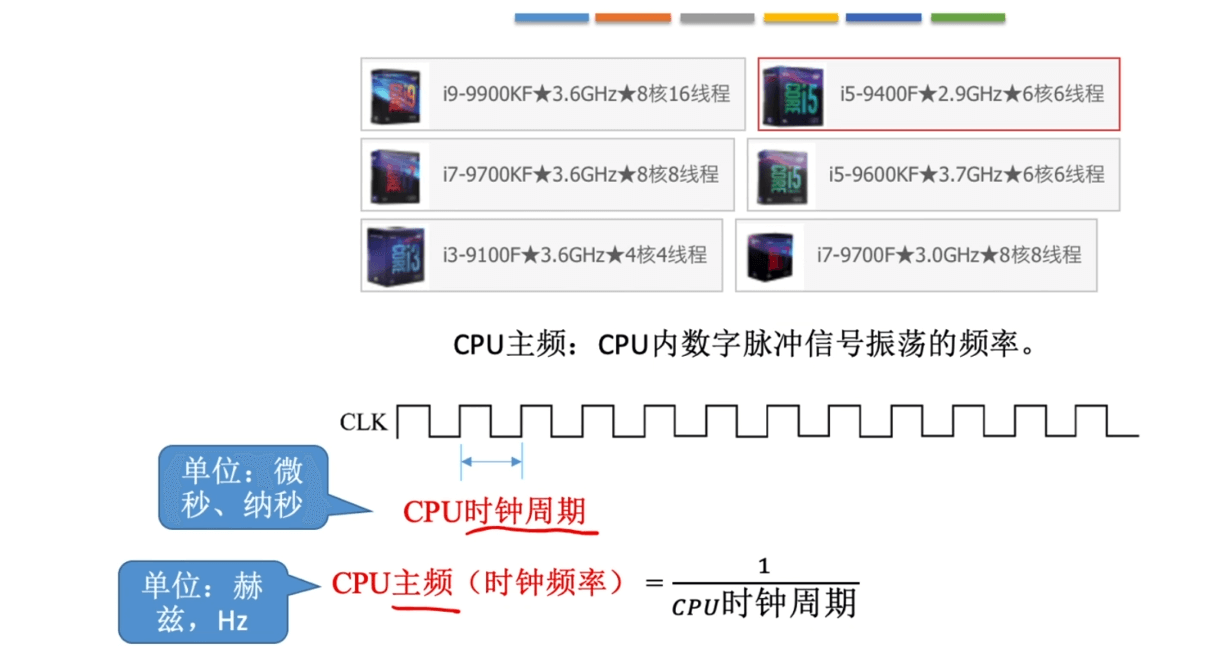 i9-9900KF★3.6GHz★8核16线程
i5-9400F★2.9GHz★6核6线程
i7-9700KF★3.6GHz★8核8线程
i5-9600KF★3.7GHz★6核6线程
i3-9100F★3.6GHz★4核4线程
i7-9700F★3.0GHz★8核8线程
CPU主频：CPU内数字脉冲信号振荡的频率。
CLK
单位：微
秒、纳秒
CPU时钟周期
单位：赫
兹，Hz
CPU主频（时钟频率）＝
1
CPU时钟周期